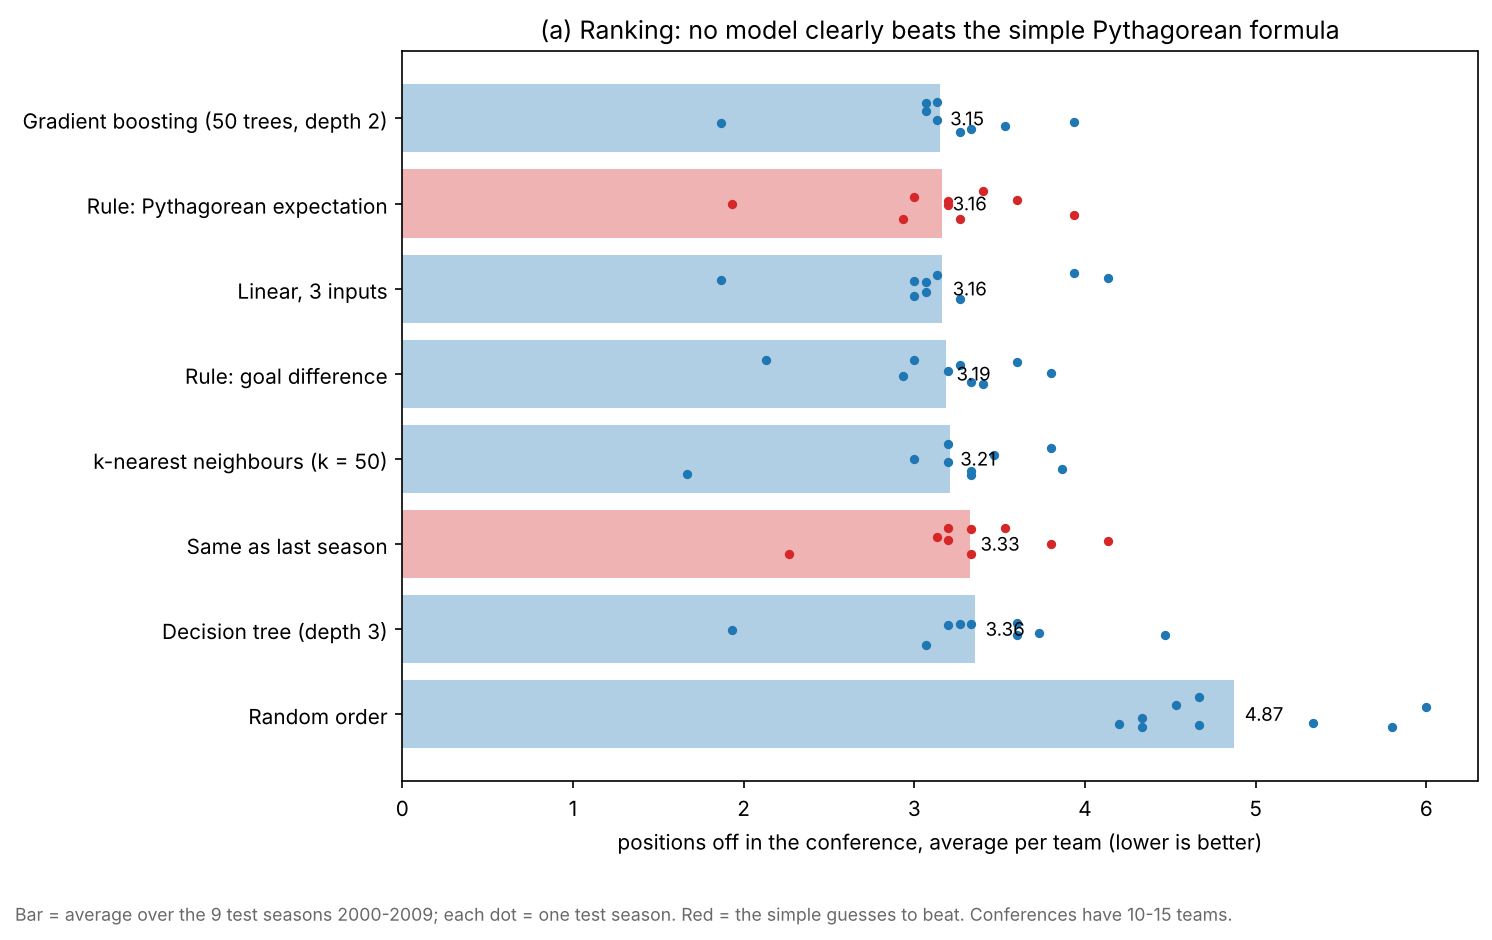 (a) Ranking: no model clearly beats the simple Pythagorean formula
Gradient boosting (50 trees, depth 2)
3.15
Rule: Pythagorean expectation
3.16
Linear, 3 inputs
3.16
Rule: goal difference
3.19
k-nearest neighbours (k = 50)
3.21
Same as last season
3.33
Decision tree (depth 3)
3.36
Random order
4.87
0 1 2 3 4 5 6
positions off in the conference, average per team (lower is better)
Bar = average over the 9 test seasons 2000-2009; each dot = one test season. Red = the simple guesses to beat. Conferences have 10-15 teams.